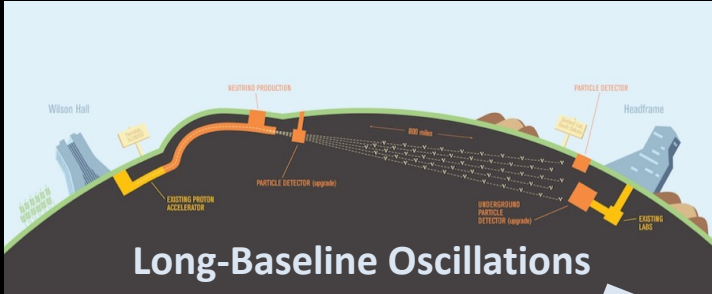 NEUTRINO PRODUCTION
PARTICLE DETECTOR
Wilson Hall
Headframe
800 miles
PARTICLE DETECTOR (upgrade)
EXISTING PROTON
ACCELERATOR
UNDERGROUND
PARTICLE
DETECTOR (upgrade)
EXISTING
LABS
Long-Baseline Oscillations